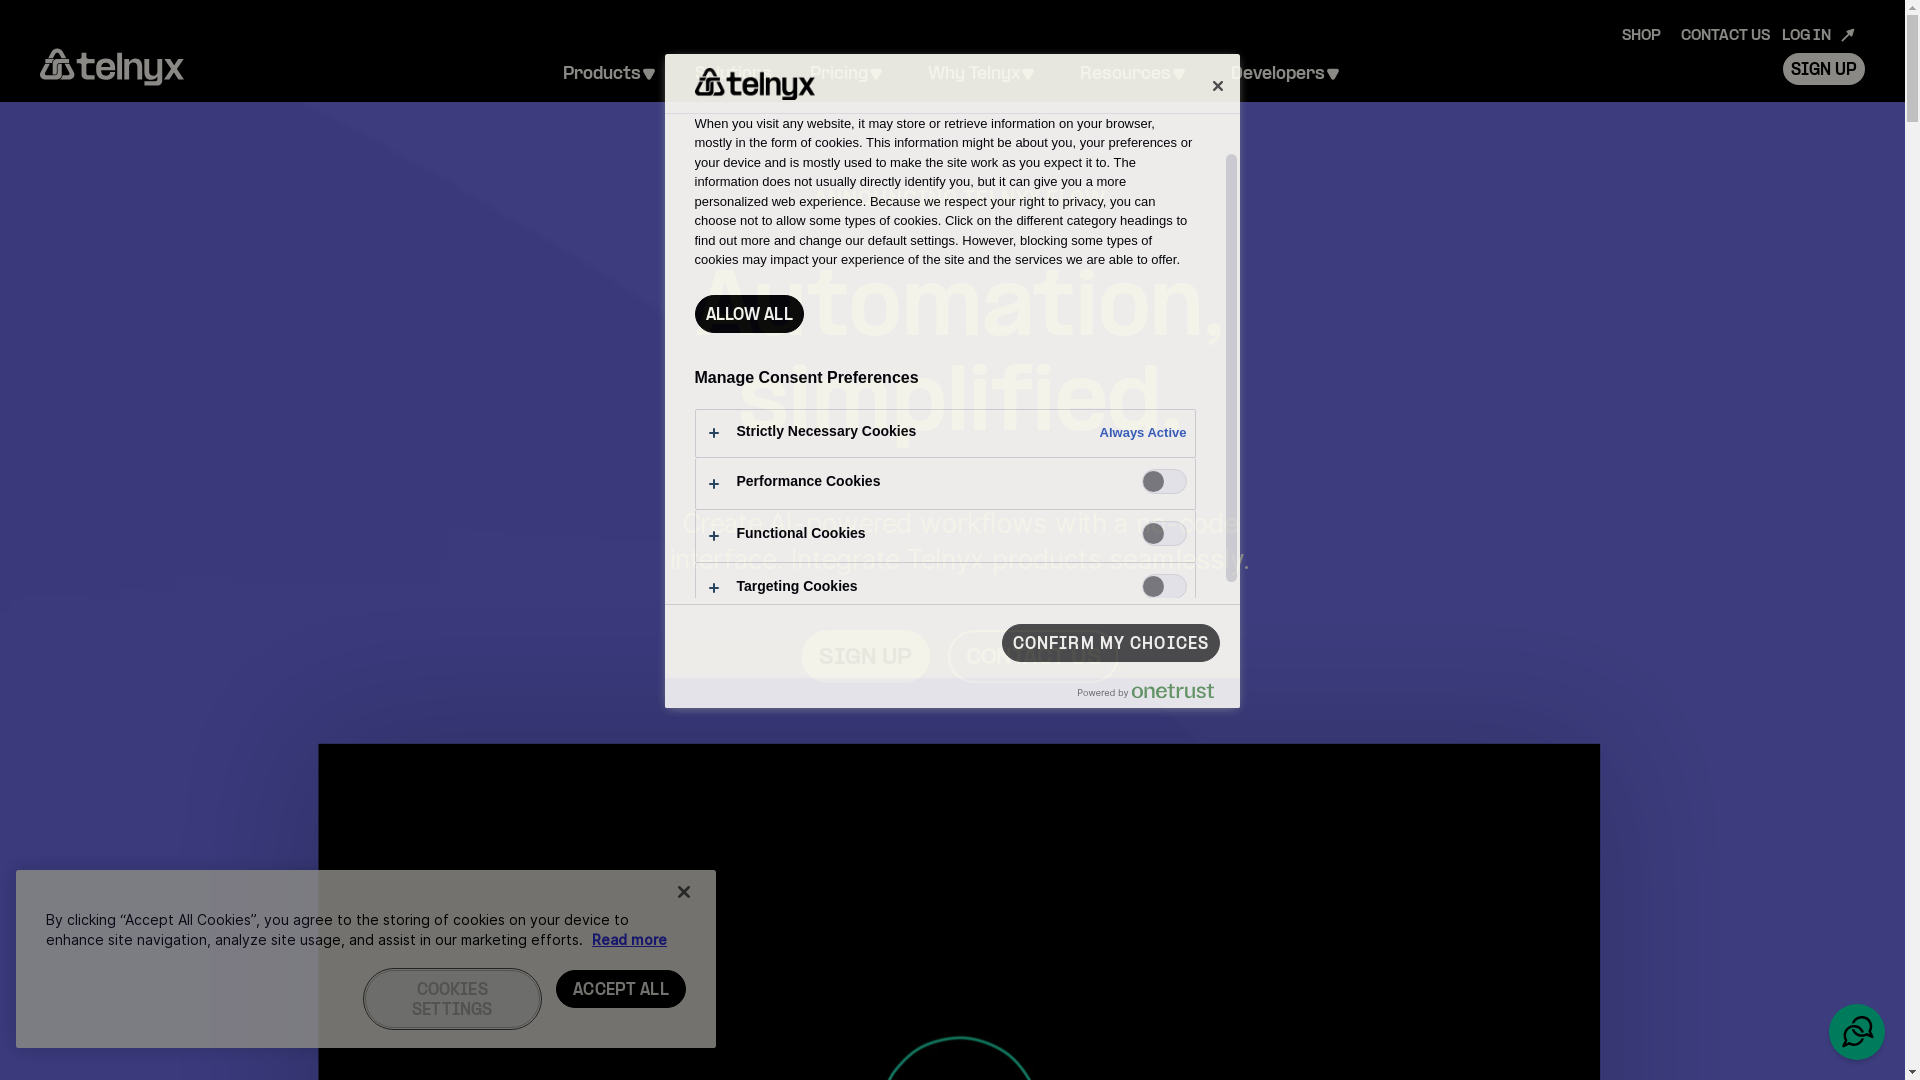 SHOP CONTACT US LOG IN
telnyx Products Solutions Pricing Why Telnyx Resources Developers SIGN UP
telnyx
When you visit any website, it may store or retrieve information on your browser,
mostly in the form of cookies. This information might be about you, your preferences or
your device and is mostly used to make the site work as you expect it to. The
information does not usually directly identify you, but it can give you a more
personalized web experience. Because we respect your right to privacy, you can
choose not to allow some types of cookies. Click on the different category headings to
find out more and change our default settings. However, blocking some types of
cookies may impact your experience of the site and the services we are able to offer.
Automation,
ALLOW ALL
Manage Consent Preferences
simplified.
Strictly Necessary Cookies Always Active
Performance Cookies
Create AI-powered workflows with a no-code
Functional Cookies
interface. Integrate Telnyx products seamlessly.
Targeting Cookies
CONFIRM MY CHOICES
SIGN UP CONTACT US
Powered by onetrust
By clicking “Accept All Cookies”, you agree to the storing of cookies on your device to
enhance site navigation, analyze site usage, and assist in our marketing efforts. Read more
COOKIES
SETTINGS
ACCEPT ALL